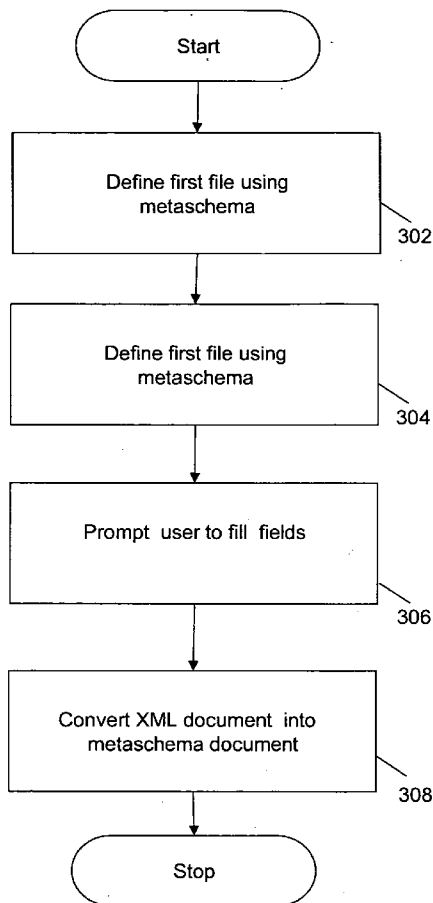 Start
Define first file using
metaschema
302
Define first file using
metaschema
304
Prompt user to fill fields
306
Convert XML document into
metaschema document
308
Stop